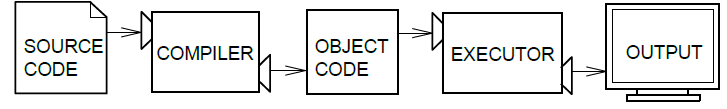 SOURCE
CODE
COMPILER
OBJECT
CODE
EXECUTOR
OUTPUT